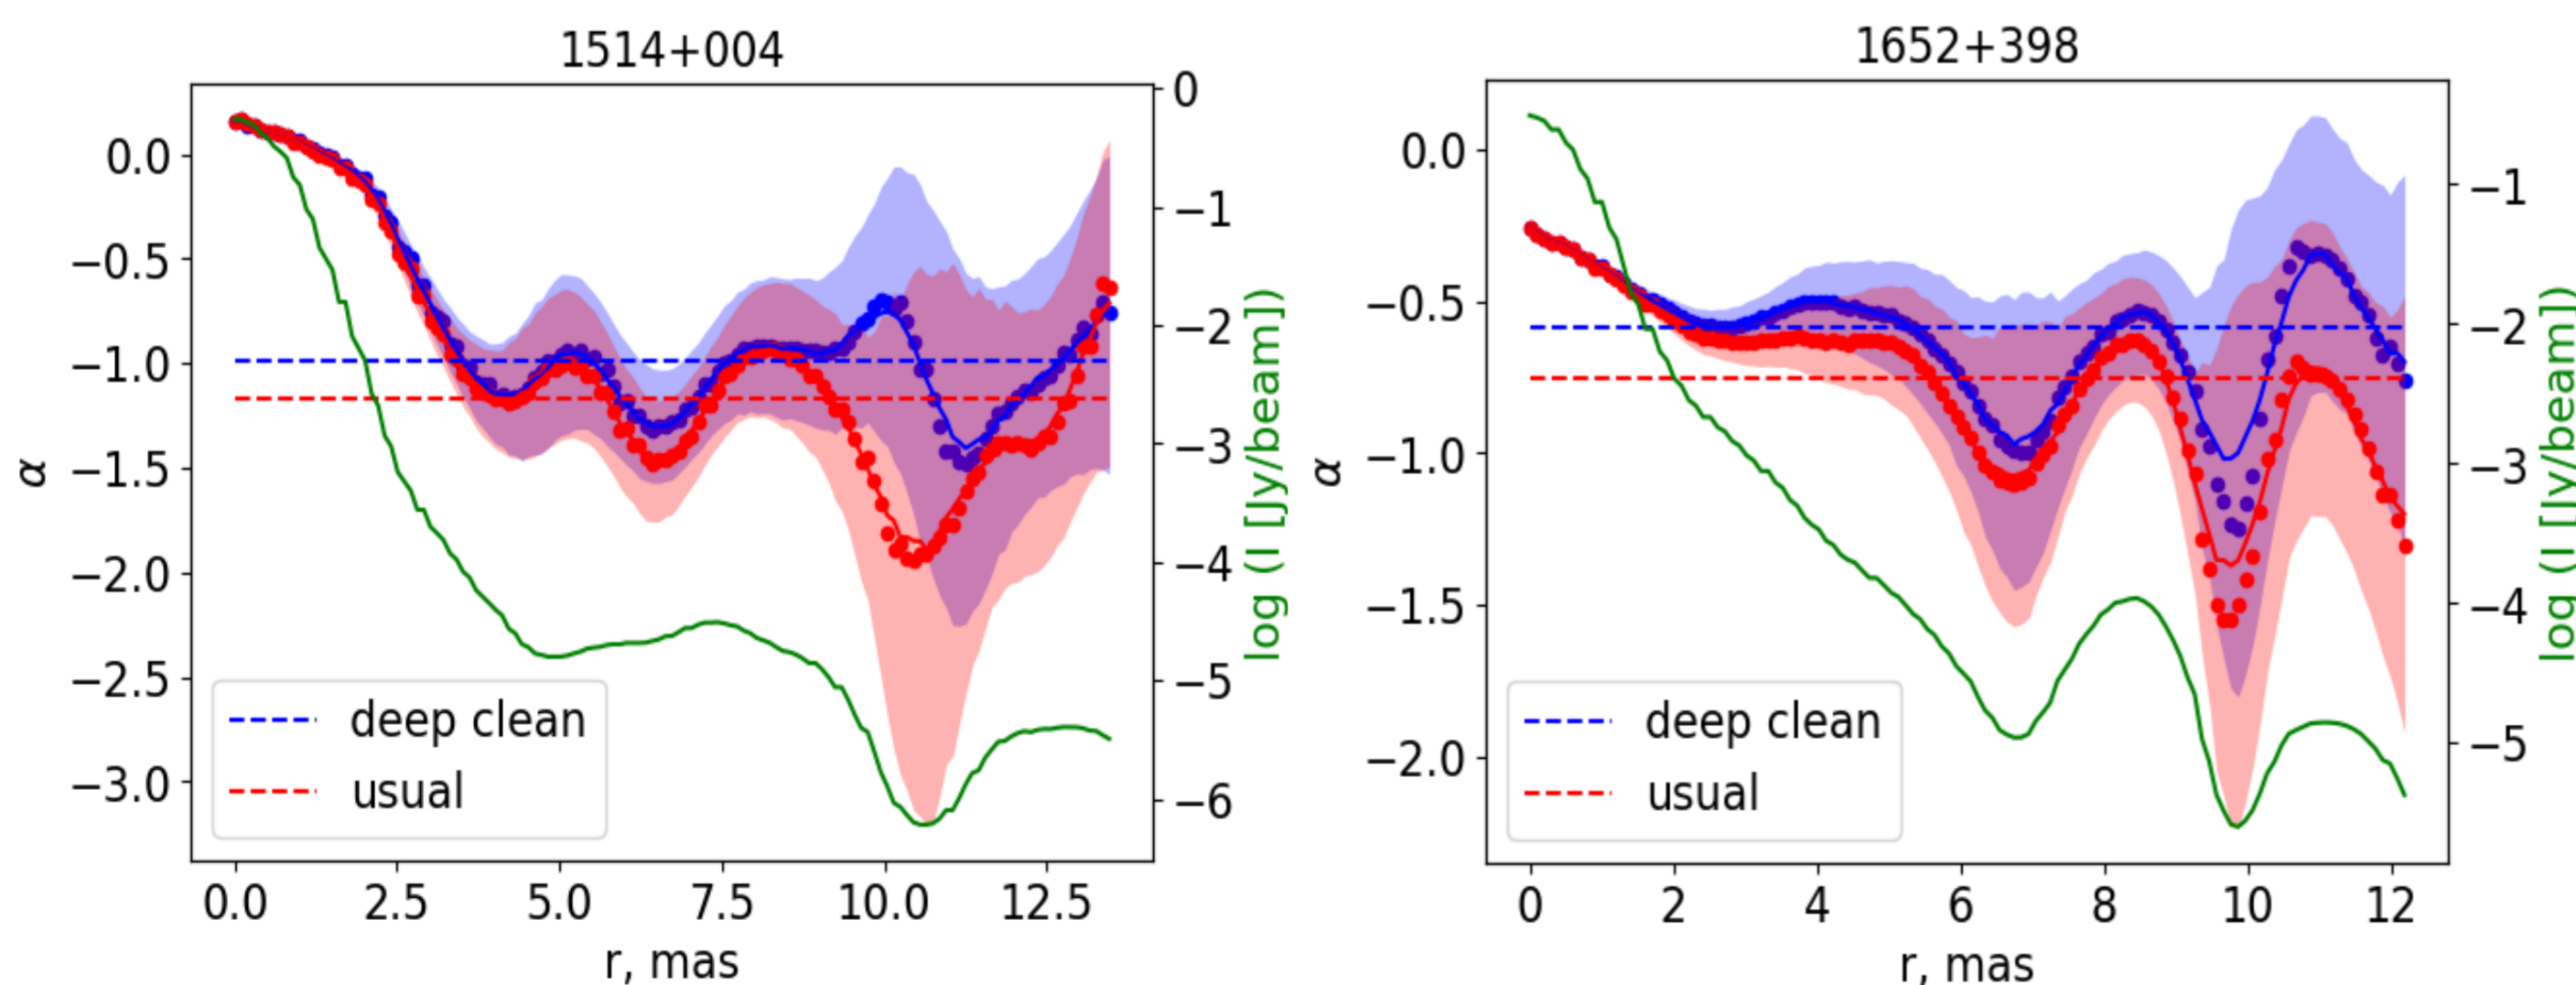 1514+004
0.0
−0.5
−1.0
−1.5
−2.0
−2.5
−3.0
α
0
−1
−2
−3
−4
−5
−6
log (I [Jy/beam])
deep clean
usual
0.0 2.5 5.0 7.5 10.0 12.5
r, mas
1652+398
0.0
−0.5
−1.0
−1.5
−2.0
α
−1
−2
−3
−4
−5
log (I [Jy/beam])
deep clean
usual
0 2 4 6 8 10 12
r, mas